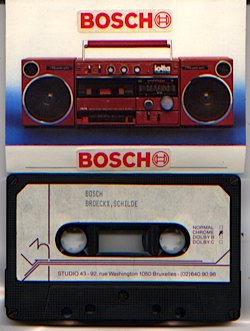 BOSCH
lotta
BOSCH
BOSCH
BROECKX,SCHILDE
NORMAL
CHROME
DOLBY B
DOLBY C
STUDIO 43 - 92, rue Washington 1050 Bruxelles - (02) 640.90.96